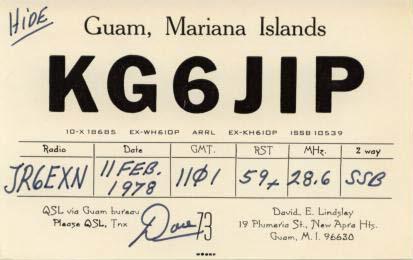 HiDE
Guam, Mariana Islands
KG6JIP
10-X 18685 EX-WH6IDP ARRL EX-KH6IDP ISSB 10539
Radio Date GMT. RST MHz. 2 way
JR6EXN 11 FEB. 1978 11Ø1 59+ 28.6 SSB
QSL via Guam bureau
Please QSL, Tnx
Dave 73
David. E. Lindsley
19 Plumeria St., New Apra Hts.
Guam, M. I. 96630